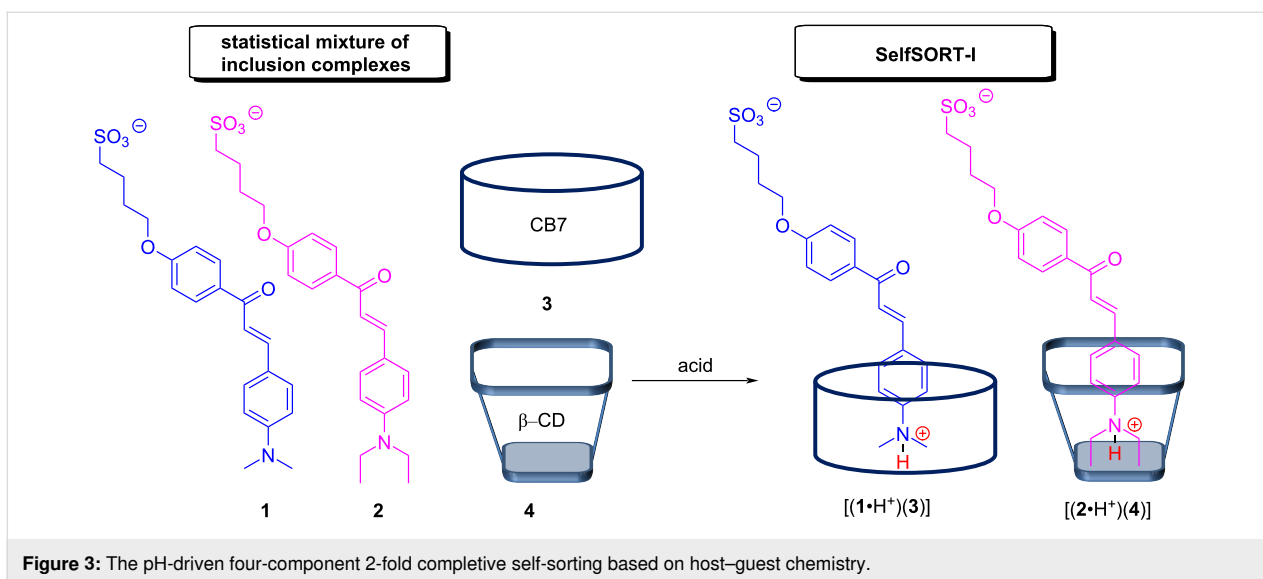 statistical mixture of
inclusion complexes
SelfSORT-I
SO₃ ⊖
SO₃ ⊖
SO₃ ⊖
SO₃ ⊖
O
O
O
O
O
O
O
O
CB7
3
acid
β–CD
N
N
N ⊕
H
N ⊕
H
1
2
4
[(1•H⁺)(3)]
[(2•H⁺)(4)]
Figure 3: The pH-driven four-component 2-fold completive self-sorting based on host–guest chemistry.